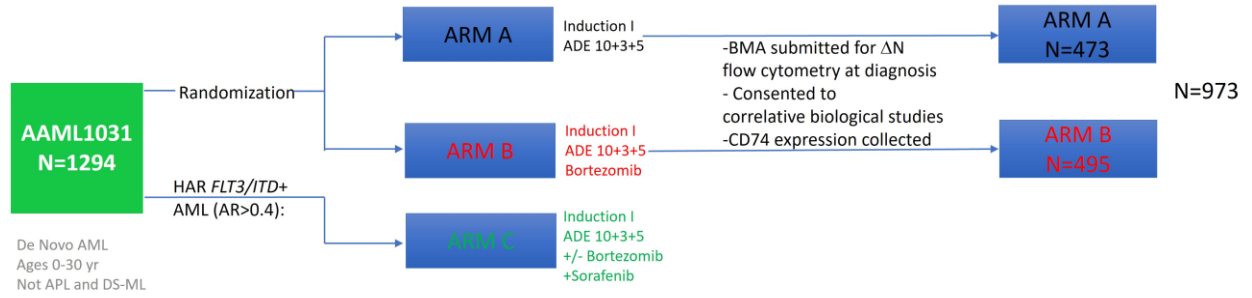 AAML1031
N=1294
De Novo AML
Ages 0-30 yr
Not APL and DS-ML
Randomization
HAR FLT3/ITD+
AML (AR>0.4):
ARM A
Induction I
ADE 10+3+5
ARM B
Induction I
ADE 10+3+5
Bortezomib
ARM C
Induction I
ADE 10+3+5
+/- Bortezomib
+Sorafenib
-BMA submitted for ΔN
flow cytometry at diagnosis
- Consented to
correlative biological studies
-CD74 expression collected
ARM A
N=473
ARM B
N=495
N=973